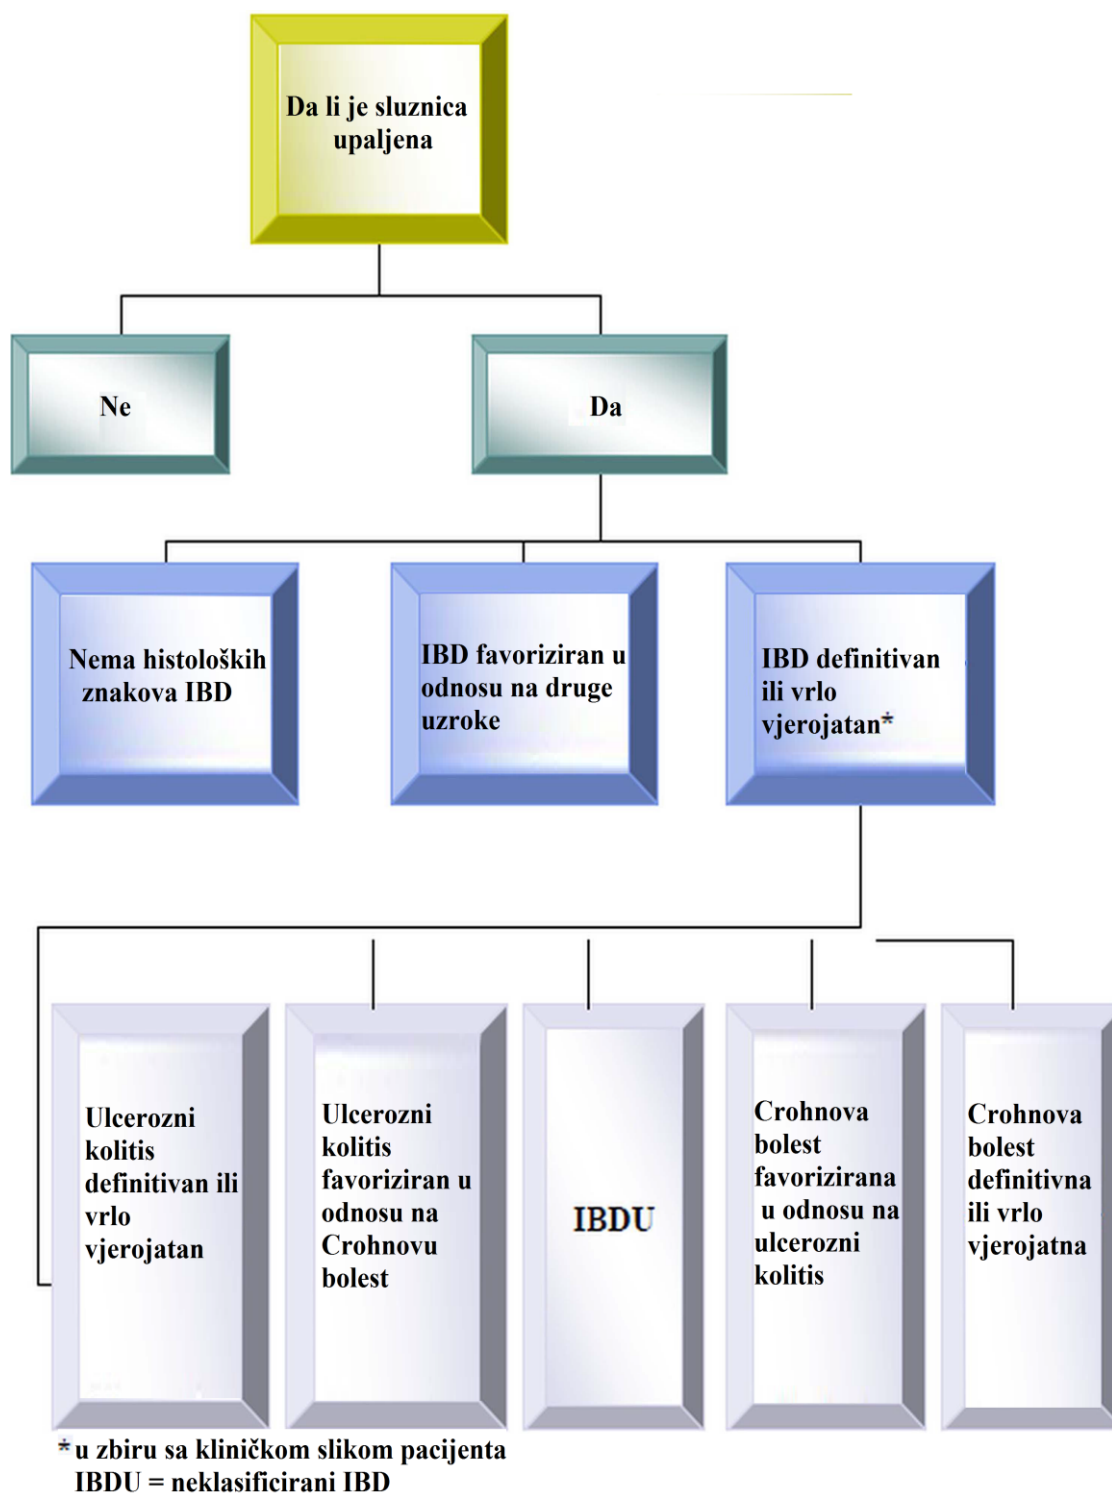 Da li je sluznica
upaljena
Ne
Da
Nema histoloških
znakova IBD
IBD favoriziran u
odnosu na druge
uzroke
IBD definitivan
ili vrlo
vjerojatan*
Ulcerozni
kolitis
definitivan ili
vrlo
vjerojatan
Ulcerozni
kolitis
favoriziran u
odnosu na
Crohnovu
bolest
IBDU
Crohnova
bolest
favorizirana
u odnosu na
ulcerozni
kolitis
Crohnova
bolest
definitivna
ili vrlo
vjerojatna
* u zbiru sa kliničkom slikom pacijenta
IBDU = neklasificirani IBD